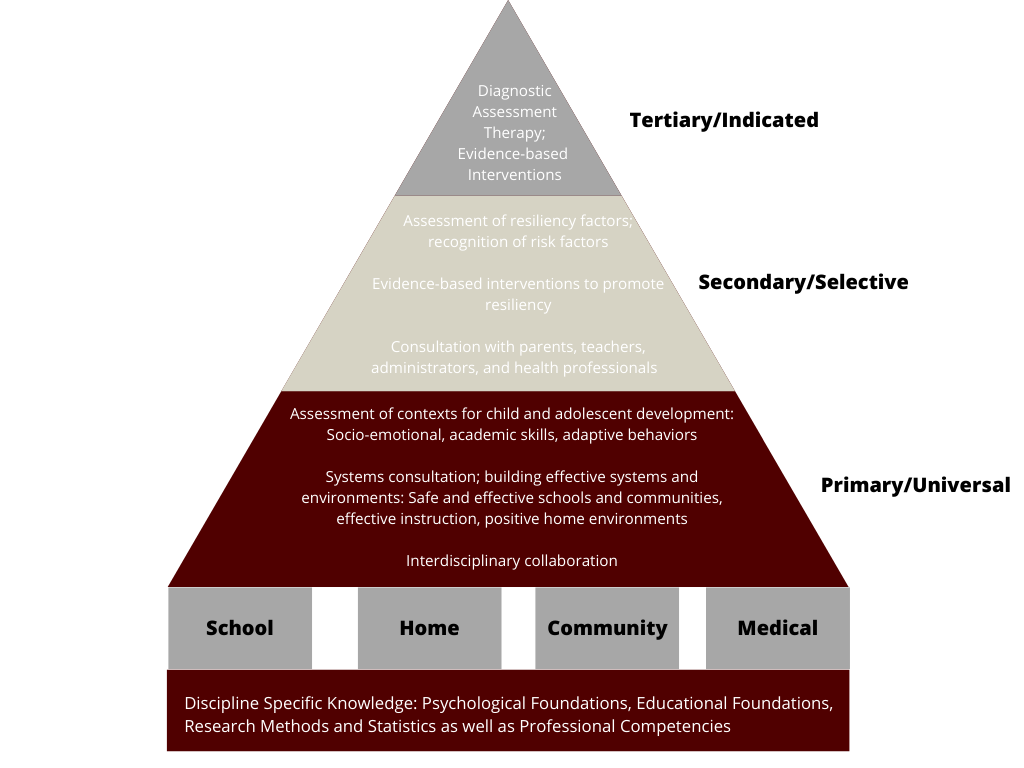 Diagnostic
Assessment
Therapy;
Evidence-based
Interventions
Tertiary/Indicated
Assessment of resiliency factors;
recognition of risk factors
Evidence-based interventions to promote
resiliency
Consultation with parents, teachers,
administrators, and health professionals
Secondary/Selective
Assessment of contexts for child and adolescent development:
Socio-emotional, academic skills, adaptive behaviors
Systems consultation; building effective systems and
environments: Safe and effective schools and communities,
effective instruction, positive home environments
Interdisciplinary collaboration
Primary/Universal
School
Home
Community
Medical
Discipline Specific Knowledge: Psychological Foundations, Educational Foundations,
Research Methods and Statistics as well as Professional Competencies